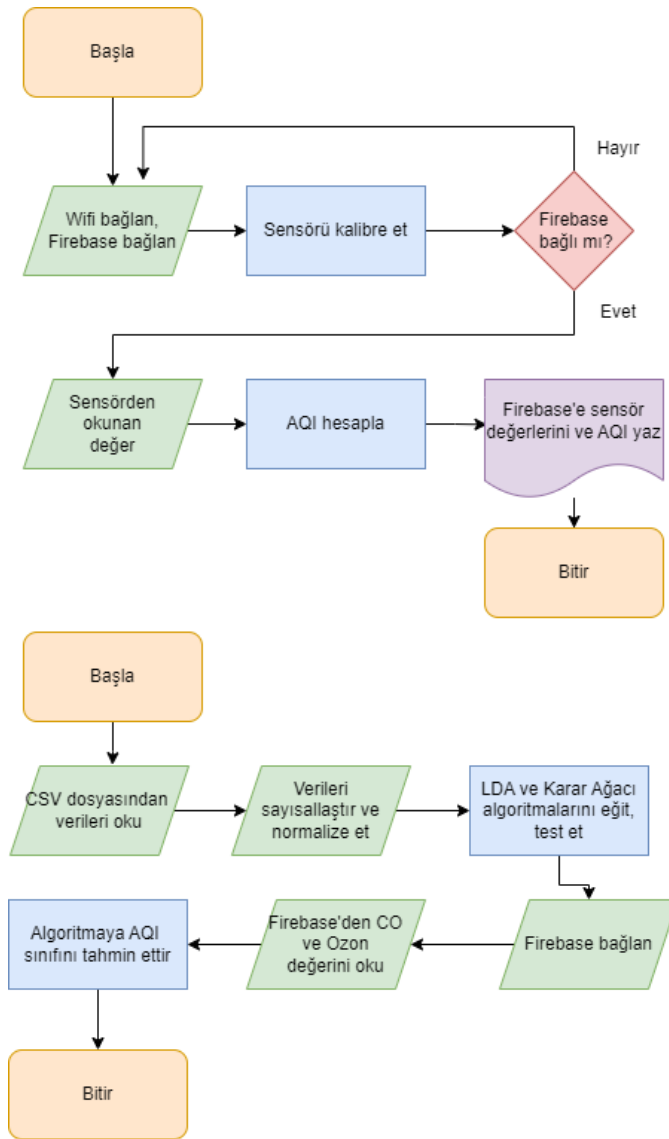 Başla
Hayır
Wifi bağlan,
Firebase bağlan
Sensörü kalibre et
Firebase
bağlı mı?
Evet
Sensörden
okunan
değer
AQI hesapla
Firebase'e sensör
değerlerini ve AQI yaz
Bitir
Başla
CSV dosyasından
verileri oku
Verileri
sayısallaştır ve
normalize et
LDA ve Karar Ağacı
algoritmalarını eğit,
test et
Firebase bağlan
Firebase'den CO
ve Ozon
değerini oku
Algoritmaya AQI
sınıfını tahmin ettir
Bitir